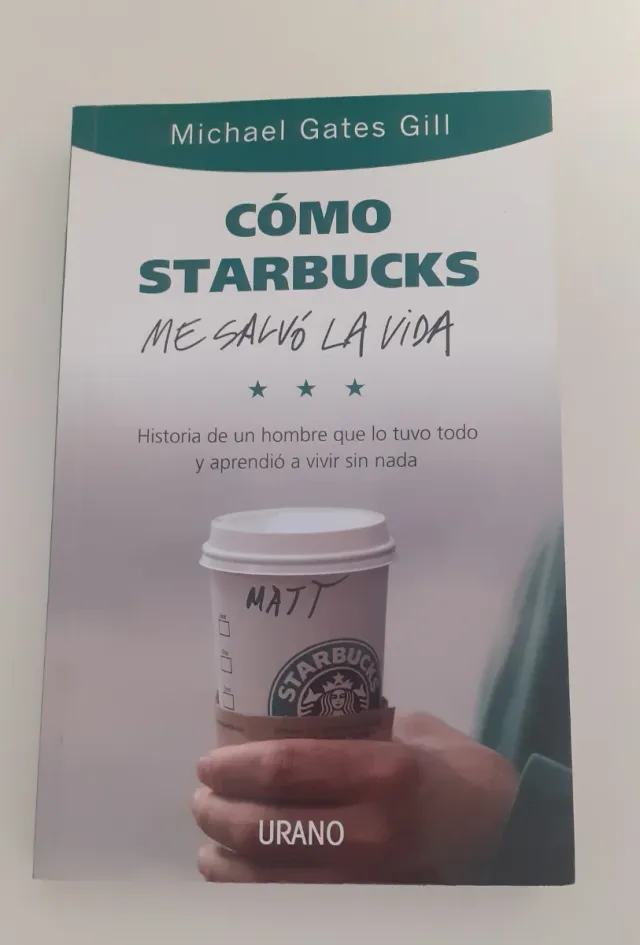 Michael Gates Gill
CÓMO
STARBUCKS
ME SALVÓ LA VIDA
Historia de un hombre que lo tuvo todo
y aprendió a vivir sin nada
MATT
STARBUCKS
URANO